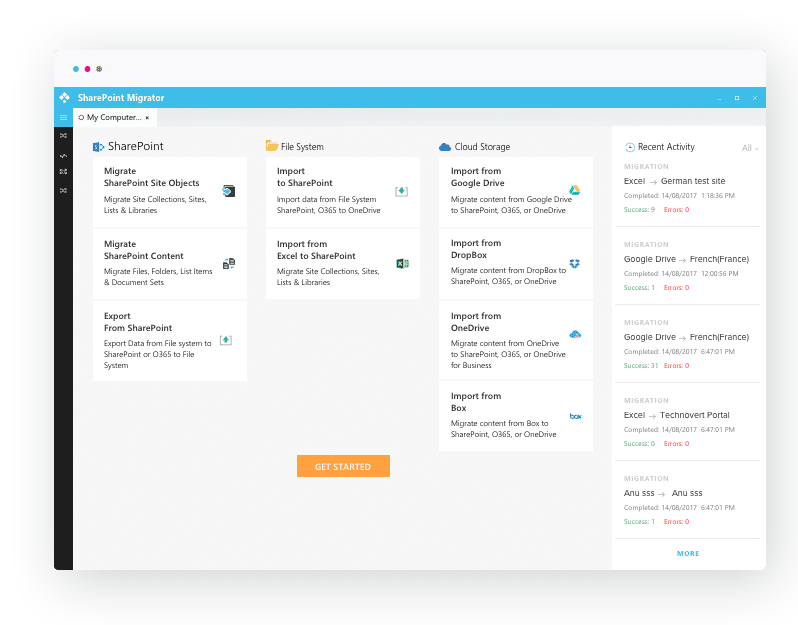 SharePoint Migrator
My Computer...
SharePoint
Migrate
SharePoint Site Objects
Migrate Site Collections, Sites,
Lists & Libraries
Migrate
SharePoint Content
Migrate Files, Folders, List Items
& Document Sets
Export
From SharePoint
Export Data from File system to
SharePoint or O365 to File
System
File System
Import
to SharePoint
Import data from File System
SharePoint, O365 to OneDrive
Import from
Excel to SharePoint
Migrate Site Collections, Sites,
Lists & Libraries
GET STARTED
Cloud Storage
Import from
Google Drive
Migrate content from Google Drive
to SharePoint, O365, or OneDrive
Import from
DropBox
Migrate content from DropBox to
SharePoint, O365, or OneDrive
Import from
OneDrive
Migrate content from OneDrive
to SharePoint, O365, or OneDrive
for Business
Import from
Box
Migrate content from Box to
SharePoint, O365, or OneDrive
box
Recent Activity All
MIGRATION
Excel → German test site
Completed: 14/08/2017 1:18:36 PM
Success: 9 Errors: 0
MIGRATION
Google Drive → French(France)
Completed: 14/08/2017 12:00:56 PM
Success: 1 Errors: 0
MIGRATION
Google Drive → French(France)
Completed: 14/08/2017 6:47:01 PM
Success: 31 Errors: 0
MIGRATION
Excel → Technovert Portal
Completed: 14/08/2017 6:47:01 PM
Success: 0 Errors: 0
MIGRATION
Anu sss → Anu sss
Completed: 14/08/2017 6:47:01 PM
Success: 1 Errors: 0
MORE